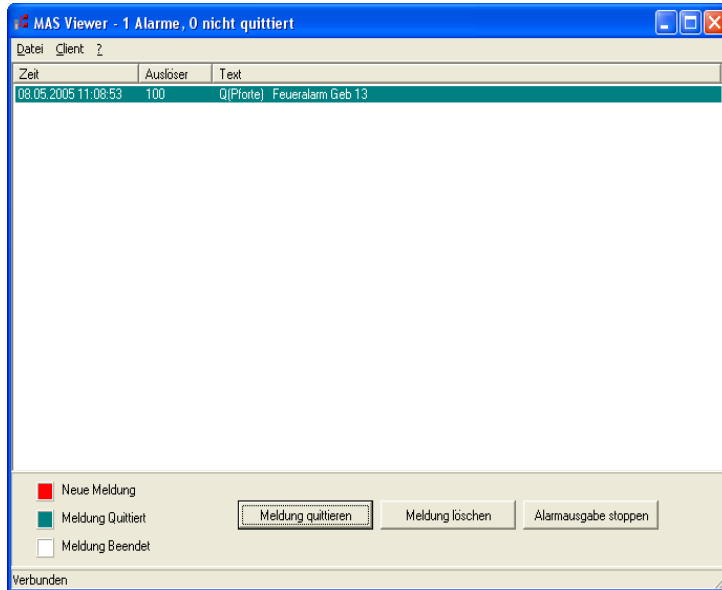 MAS Viewer - 1 Alarme, 0 nicht quittiert
Datei Client ?
Zeit Auslöser Text
08.05.2005 11:08:53 100 Q(Pforte) Feueralarm Geb 13
Neue Meldung
Meldung Quittiert
Meldung Beendet
Meldung quittieren Meldung löschen Alarmausgabe stoppen
Verbunden